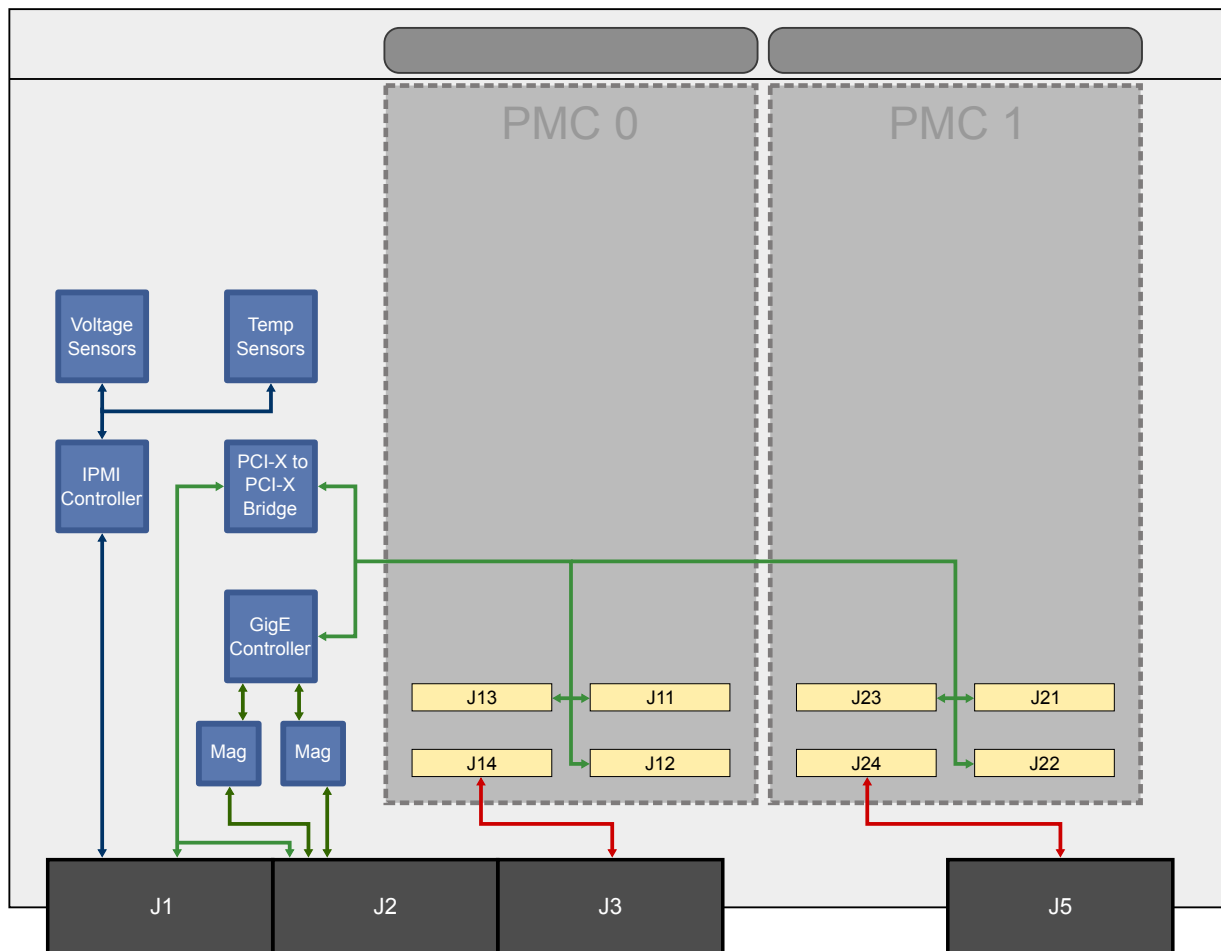 PMC 0
PMC 1
Voltage
Sensors
Temp
Sensors
IPMI
Controller
PCI-X to
PCI-X
Bridge
GigE
Controller
Mag
Mag
J13
J11
J14
J12
J23
J21
J24
J22
J1
J2
J3
J5